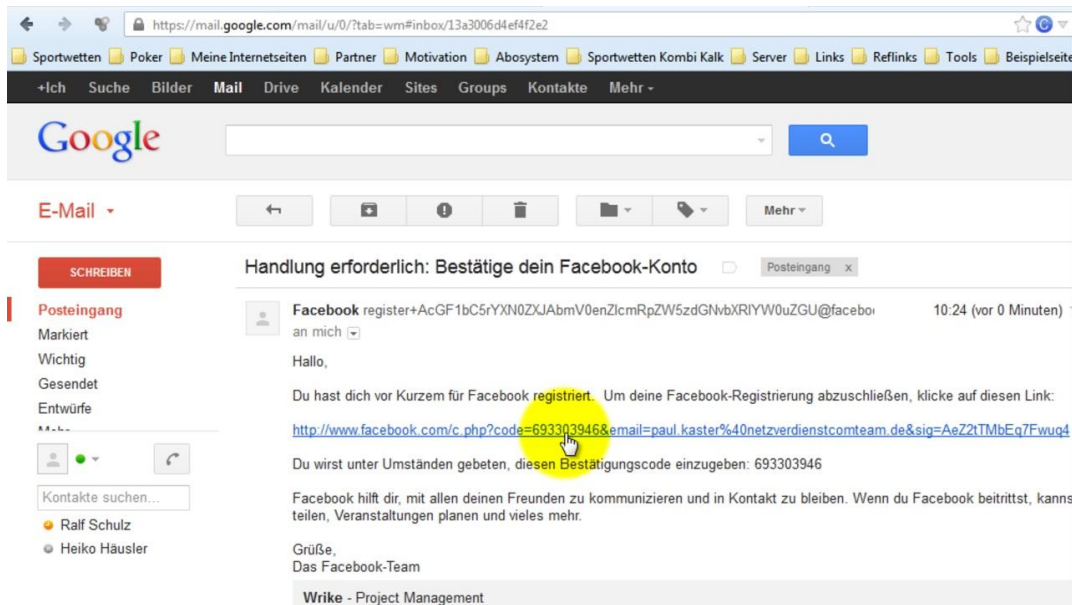 https://mail.google.com/mail/u/0/?tab=wm#inbox/13a3006d4ef4f2e2
Sportwetten Poker Meine Internetseiten Partner Motivation Abosystem Sportwetten Kombi Kalk Server Links Reflinks Tools Beispielseite
+Ich Suche Bilder Mail Drive Kalender Sites Groups Kontakte Mehr
Google
E-Mail
Mehr
SCHREIBEN
Handlung erforderlich: Bestätige dein Facebook-Konto Posteingang x
Posteingang
Markiert
Wichtig
Gesendet
Entwürfe
Facebook 10:24 (vor 0 Minuten)
an mich
Hallo,
Du hast dich vor Kurzem für Facebook registriert. Um deine Facebook-Registrierung abzuschließen, klicke auf diesen Link:
http://www.facebook.com/c.php?code=693303946&email=paul.kaster%40netzverdienstcomteam.de&sig=AeZ2tTMbEq7Fwuq4
Du wirst unter Umständen gebeten, diesen Bestätigungscode einzugeben: 693303946
Kontakte suchen...
Facebook hilft dir, mit allen deinen Freunden zu kommunizieren und in Kontakt zu bleiben. Wenn du Facebook beitrittst, kanns
teilen, Veranstaltungen planen und vieles mehr.
Ralf Schulz
Heiko Häusler
Grüße,
Das Facebook-Team
Wrike - Project Management